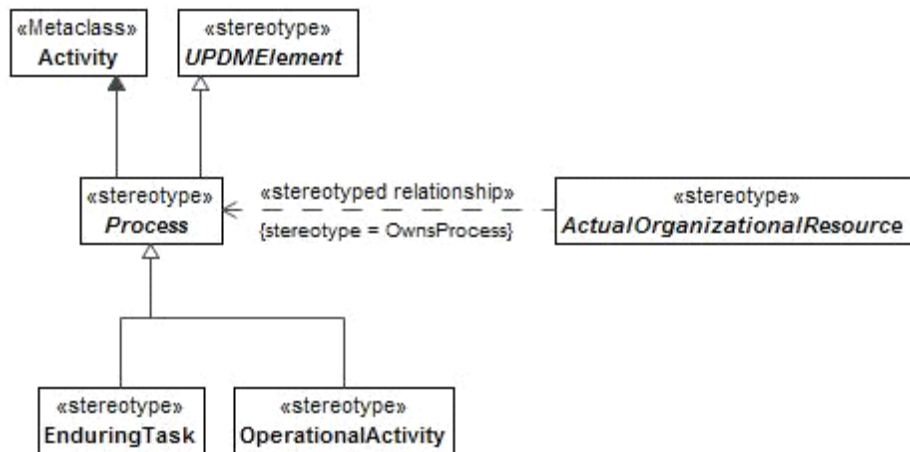 «Metaclass»
Activity
«stereotype»
UPDMElement
«stereotype»
Process
«stereotyped relationship»
{stereotype = OwnsProcess}
«stereotype»
ActualOrganizationalResource
«stereotype»
EnduringTask
«stereotype»
OperationalActivity